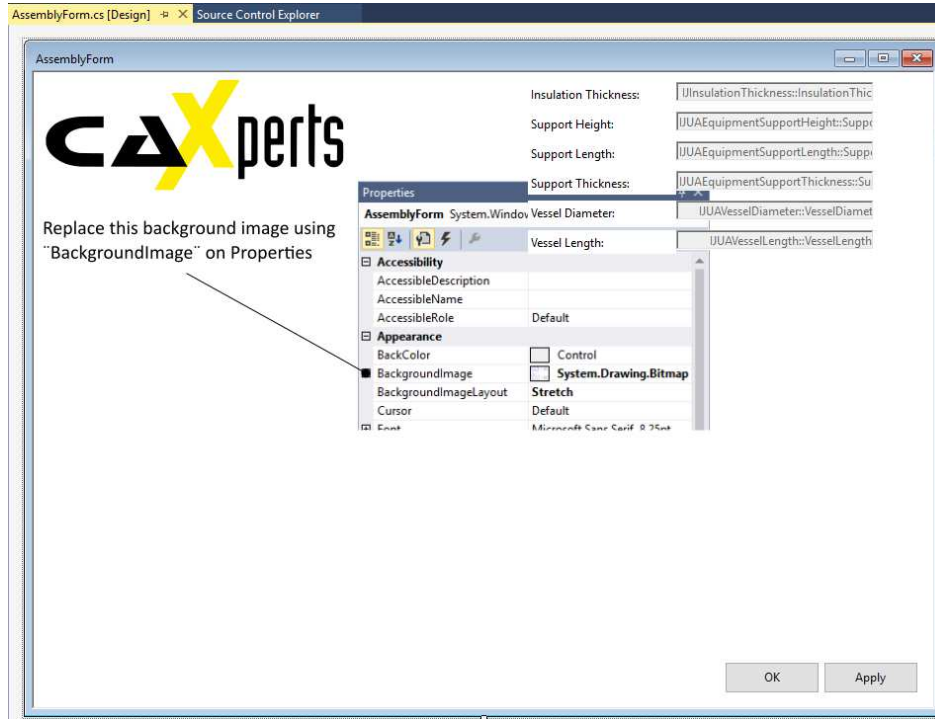 AssemblyForm.cs [Design]
Source Control Explorer
AssemblyForm
CAXperts
Replace this background image using
¨BackgroundImage¨ on Properties
Insulation Thickness: IJInsulationThickness::InsulationThic
Support Height: IJUAEquipmentSupportHeight::Suppo
Support Length: IJUAEquipmentSupportLength::Suppo
Support Thickness: IJUAEquipmentSupportThickness::Su
Vessel Diameter: IJUAVesselDiameter::VesselDiamet
Vessel Length: IJUAVesselLength::VesselLength
Properties
AssemblyForm System.Window
Accessibility
AccessibleDescription
AccessibleName
AccessibleRole Default
Appearance
BackColor Control
BackgroundImage System.Drawing.Bitmap
BackgroundImageLayout Stretch
Cursor Default
Font Microsoft Sans Serif, 8.25pt
OK Apply